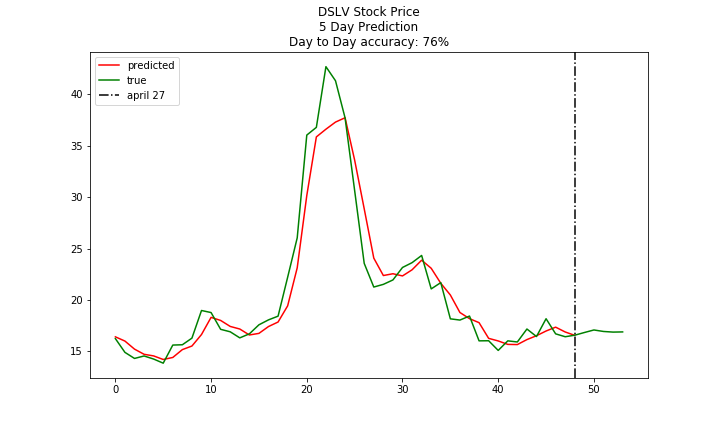 DSLV Stock Price
5 Day Prediction
Day to Day accuracy: 76%
predicted
true
april 27
40
35
30
25
20
15
0
10
20
30
40
50